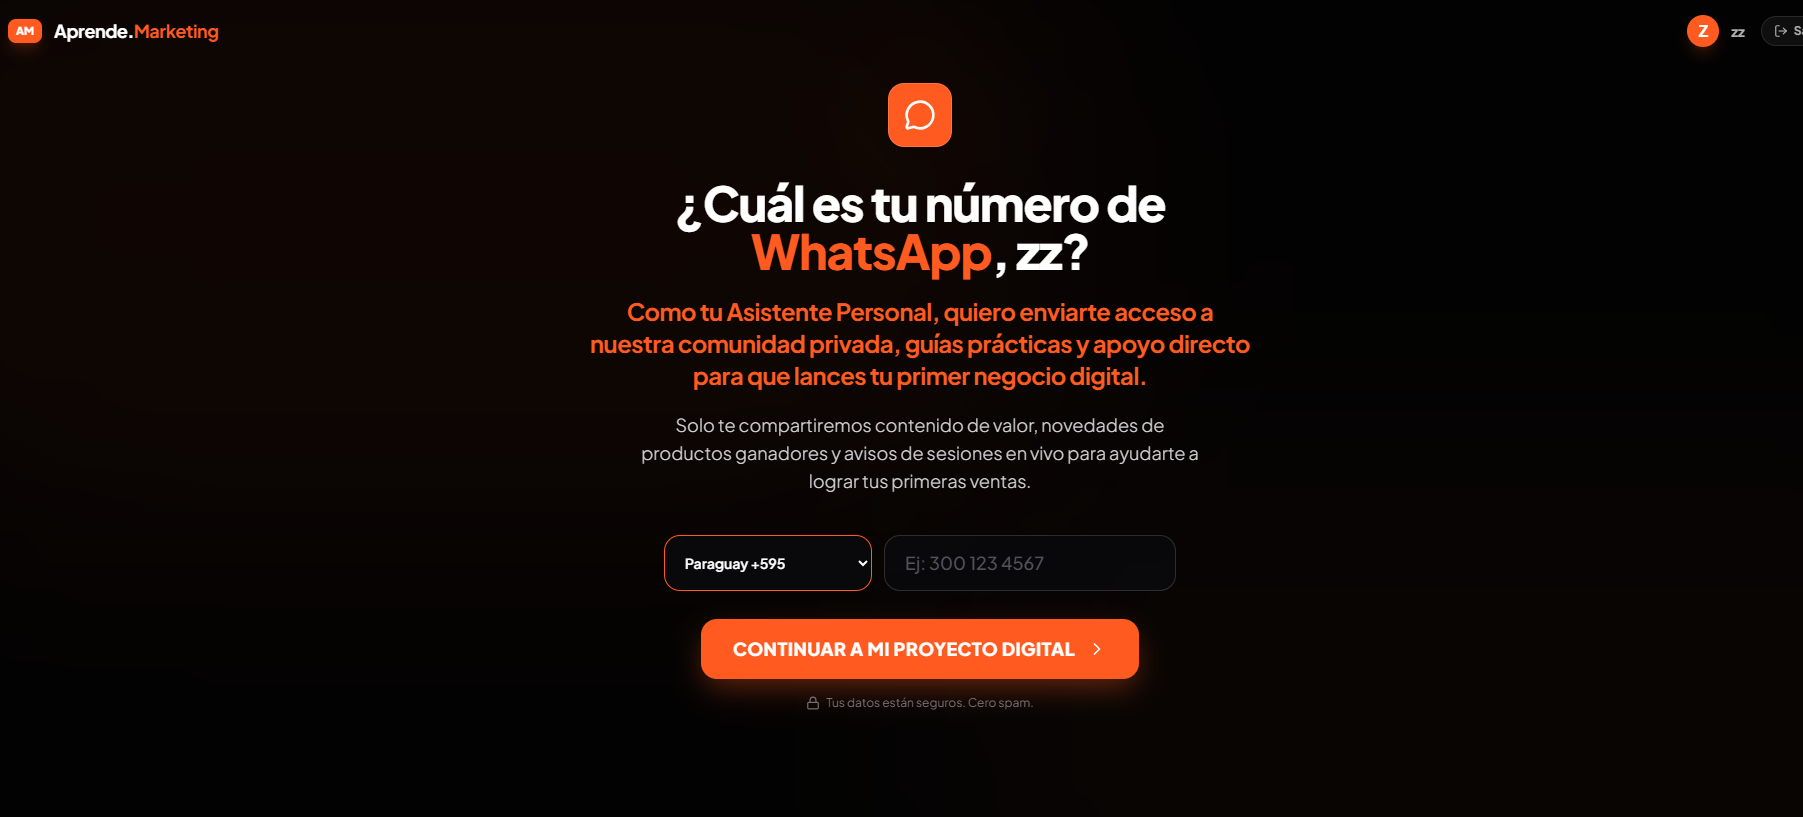 AM
Aprende.Marketing
Z
zz
¿Cuál es tu número de
WhatsApp, zz?
Como tu Asistente Personal, quiero enviarte acceso a
nuestra comunidad privada, guías prácticas y apoyo directo
para que lances tu primer negocio digital.
Solo te compartiremos contenido de valor, novedades de
productos ganadores y avisos de sesiones en vivo para ayudarte a
lograr tus primeras ventas.
Paraguay +595
Ej: 300 123 4567
CONTINUAR A MI PROYECTO DIGITAL
Tus datos están seguros. Cero spam.